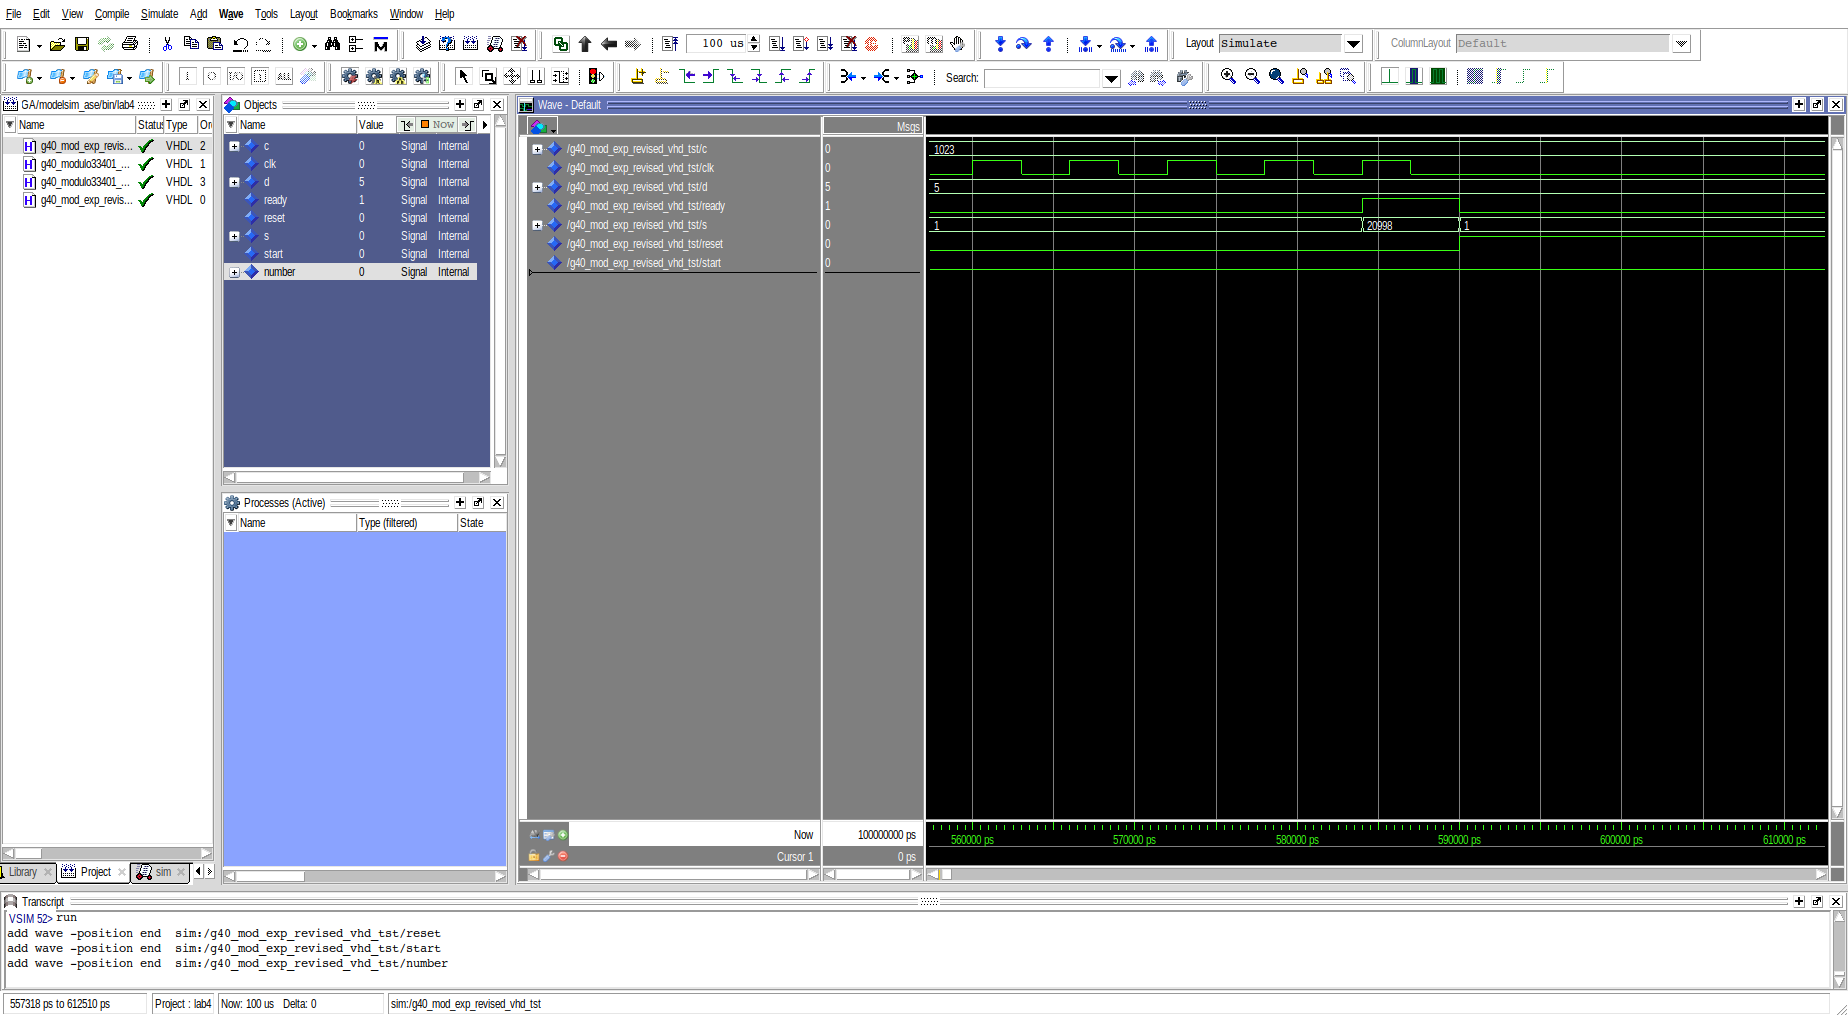 File Edit View Compile Simulate Add Wave Tools Layout Bookmarks Window Help
100 us
Layout Simulate
ColumnLayout Default
Search:
GA/modelsim_ase/bin/lab4
Name Status Type Or
g40_mod_exp_revis... VHDL 2
g40_modulo33401_... VHDL 1
g40_modulo33401_... VHDL 3
g40_mod_exp_revis... VHDL 0
Library Project sim
Objects
Name Value Now
c 0 Signal Internal
clk 0 Signal Internal
d 5 Signal Internal
ready 1 Signal Internal
reset 0 Signal Internal
s 0 Signal Internal
start 0 Signal Internal
number 0 Signal Internal
Processes (Active)
Name Type (filtered) State
Wave - Default
Msgs
/g40_mod_exp_revised_vhd_tst/c 0 1023
/g40_mod_exp_revised_vhd_tst/clk 0
/g40_mod_exp_revised_vhd_tst/d 5 5
/g40_mod_exp_revised_vhd_tst/ready 1
/g40_mod_exp_revised_vhd_tst/s 0 1 20998 1
/g40_mod_exp_revised_vhd_tst/reset 0
/g40_mod_exp_revised_vhd_tst/start 0
Now 100000000 ps
560000 ps 570000 ps 580000 ps 590000 ps 600000 ps 610000 ps
Cursor 1 0 ps
Transcript
VSIM 52> run
add wave -position end sim:/g40_mod_exp_revised_vhd_tst/reset
add wave -position end sim:/g40_mod_exp_revised_vhd_tst/start
add wave -position end sim:/g40_mod_exp_revised_vhd_tst/number
557318 ps to 612510 ps Project : lab4 Now: 100 us Delta: 0 sim:/g40_mod_exp_revised_vhd_tst